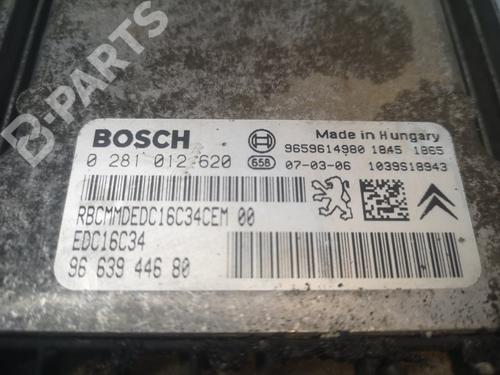 B-PARTS
BOSCH
0 281 012 620
658
Made in Hungary
9659614980 1845 1865
07-03-06 1039S18943
RBCMMDEDC16C34CEM 00
EDC16C34
96 639 446 80